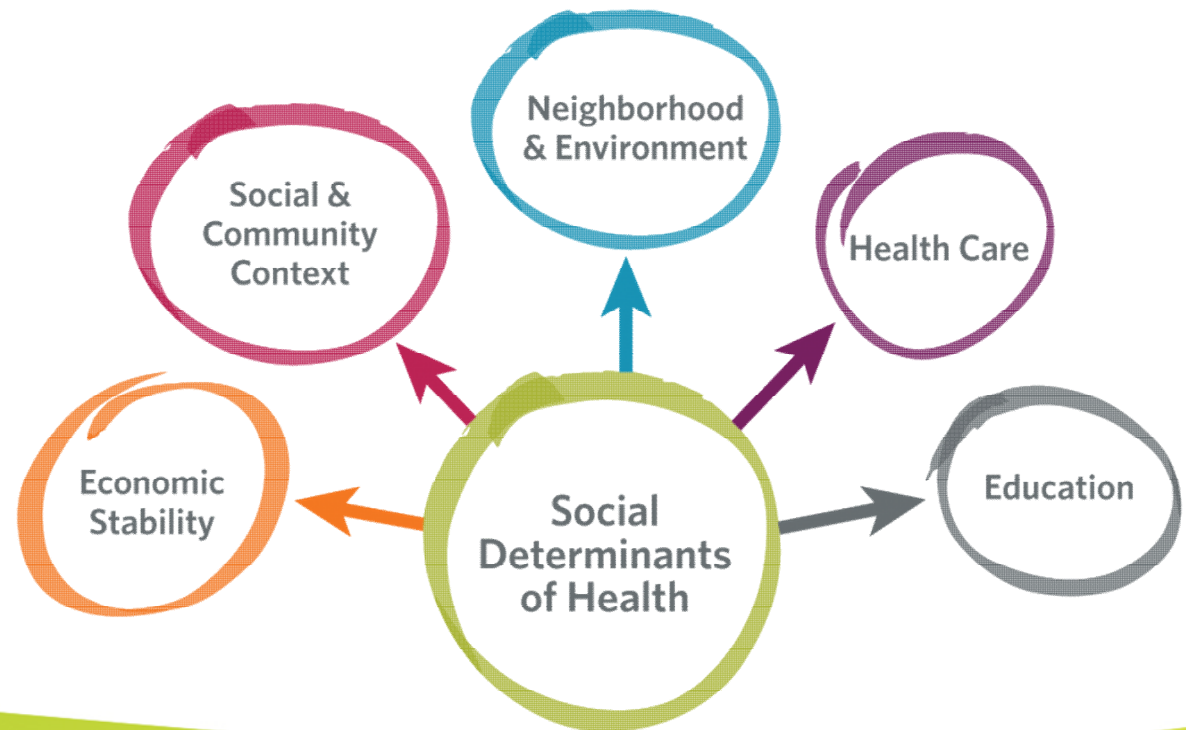 Neighborhood
& Environment
Social &
Community
Context
Health Care
Economic
Stability
Education
Social
Determinants
of Health